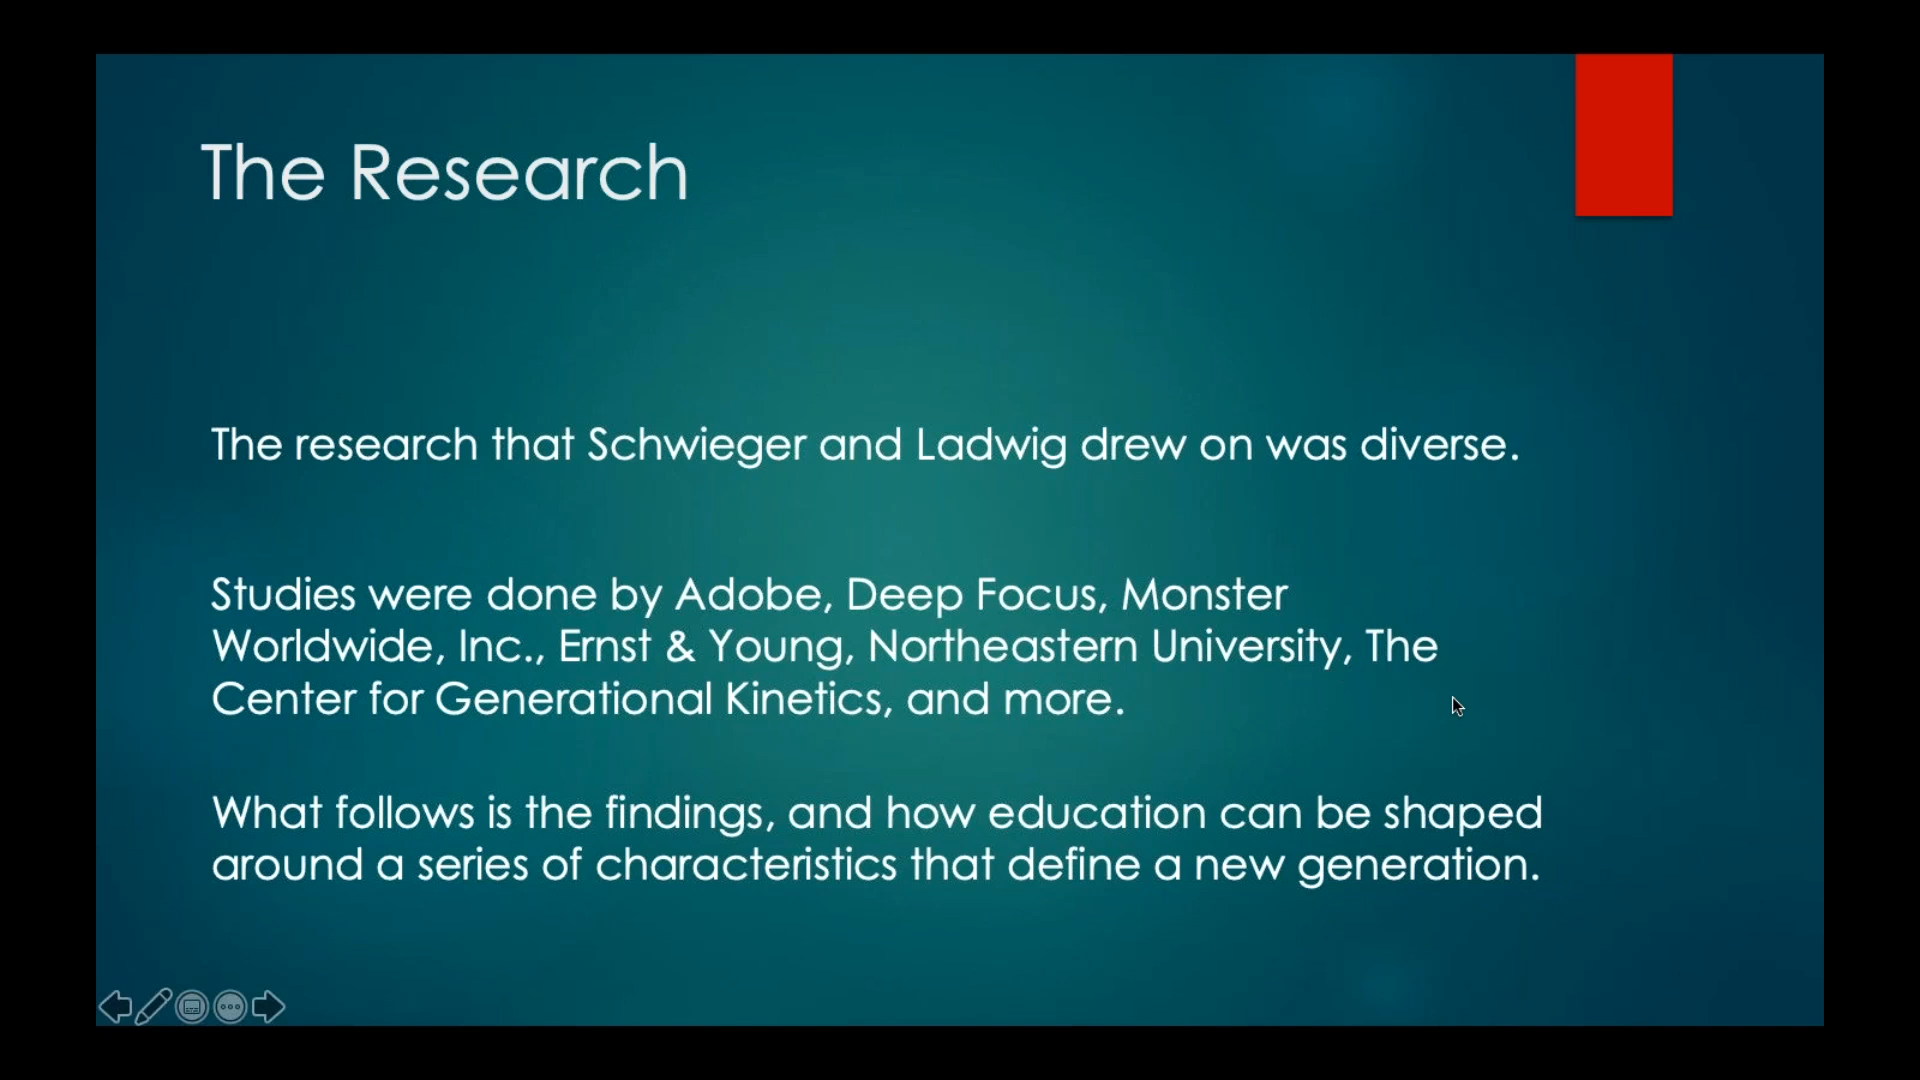 The Research
The research that Schwieger and Ladwig drew on was diverse.
Studies were done by Adobe, Deep Focus, Monster
Worldwide, Inc., Ernst & Young, Northeastern University, The
Center for Generational Kinetics, and more.
What follows is the findings, and how education can be shaped
around a series of characteristics that define a new generation.